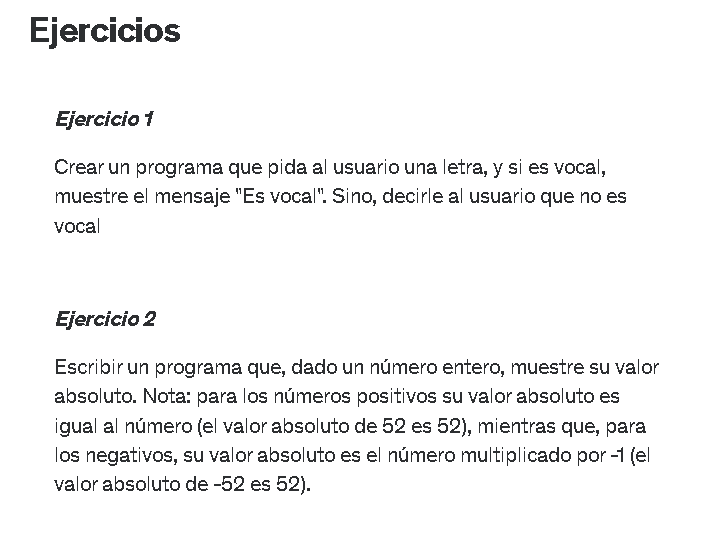 Ejercicios
Ejercicio 1
Crear un programa que pida al usuario una letra, y si es vocal,
muestre el mensaje "Es vocal". Sino, decirle al usuario que no es
vocal
Ejercicio 2
Escribir un programa que, dado un número entero, muestre su valor
absoluto. Nota: para los números positivos su valor absoluto es
igual al número (el valor absoluto de 52 es 52), mientras que, para
los negativos, su valor absoluto es el número multiplicado por -1 (el
valor absoluto de -52 es 52).